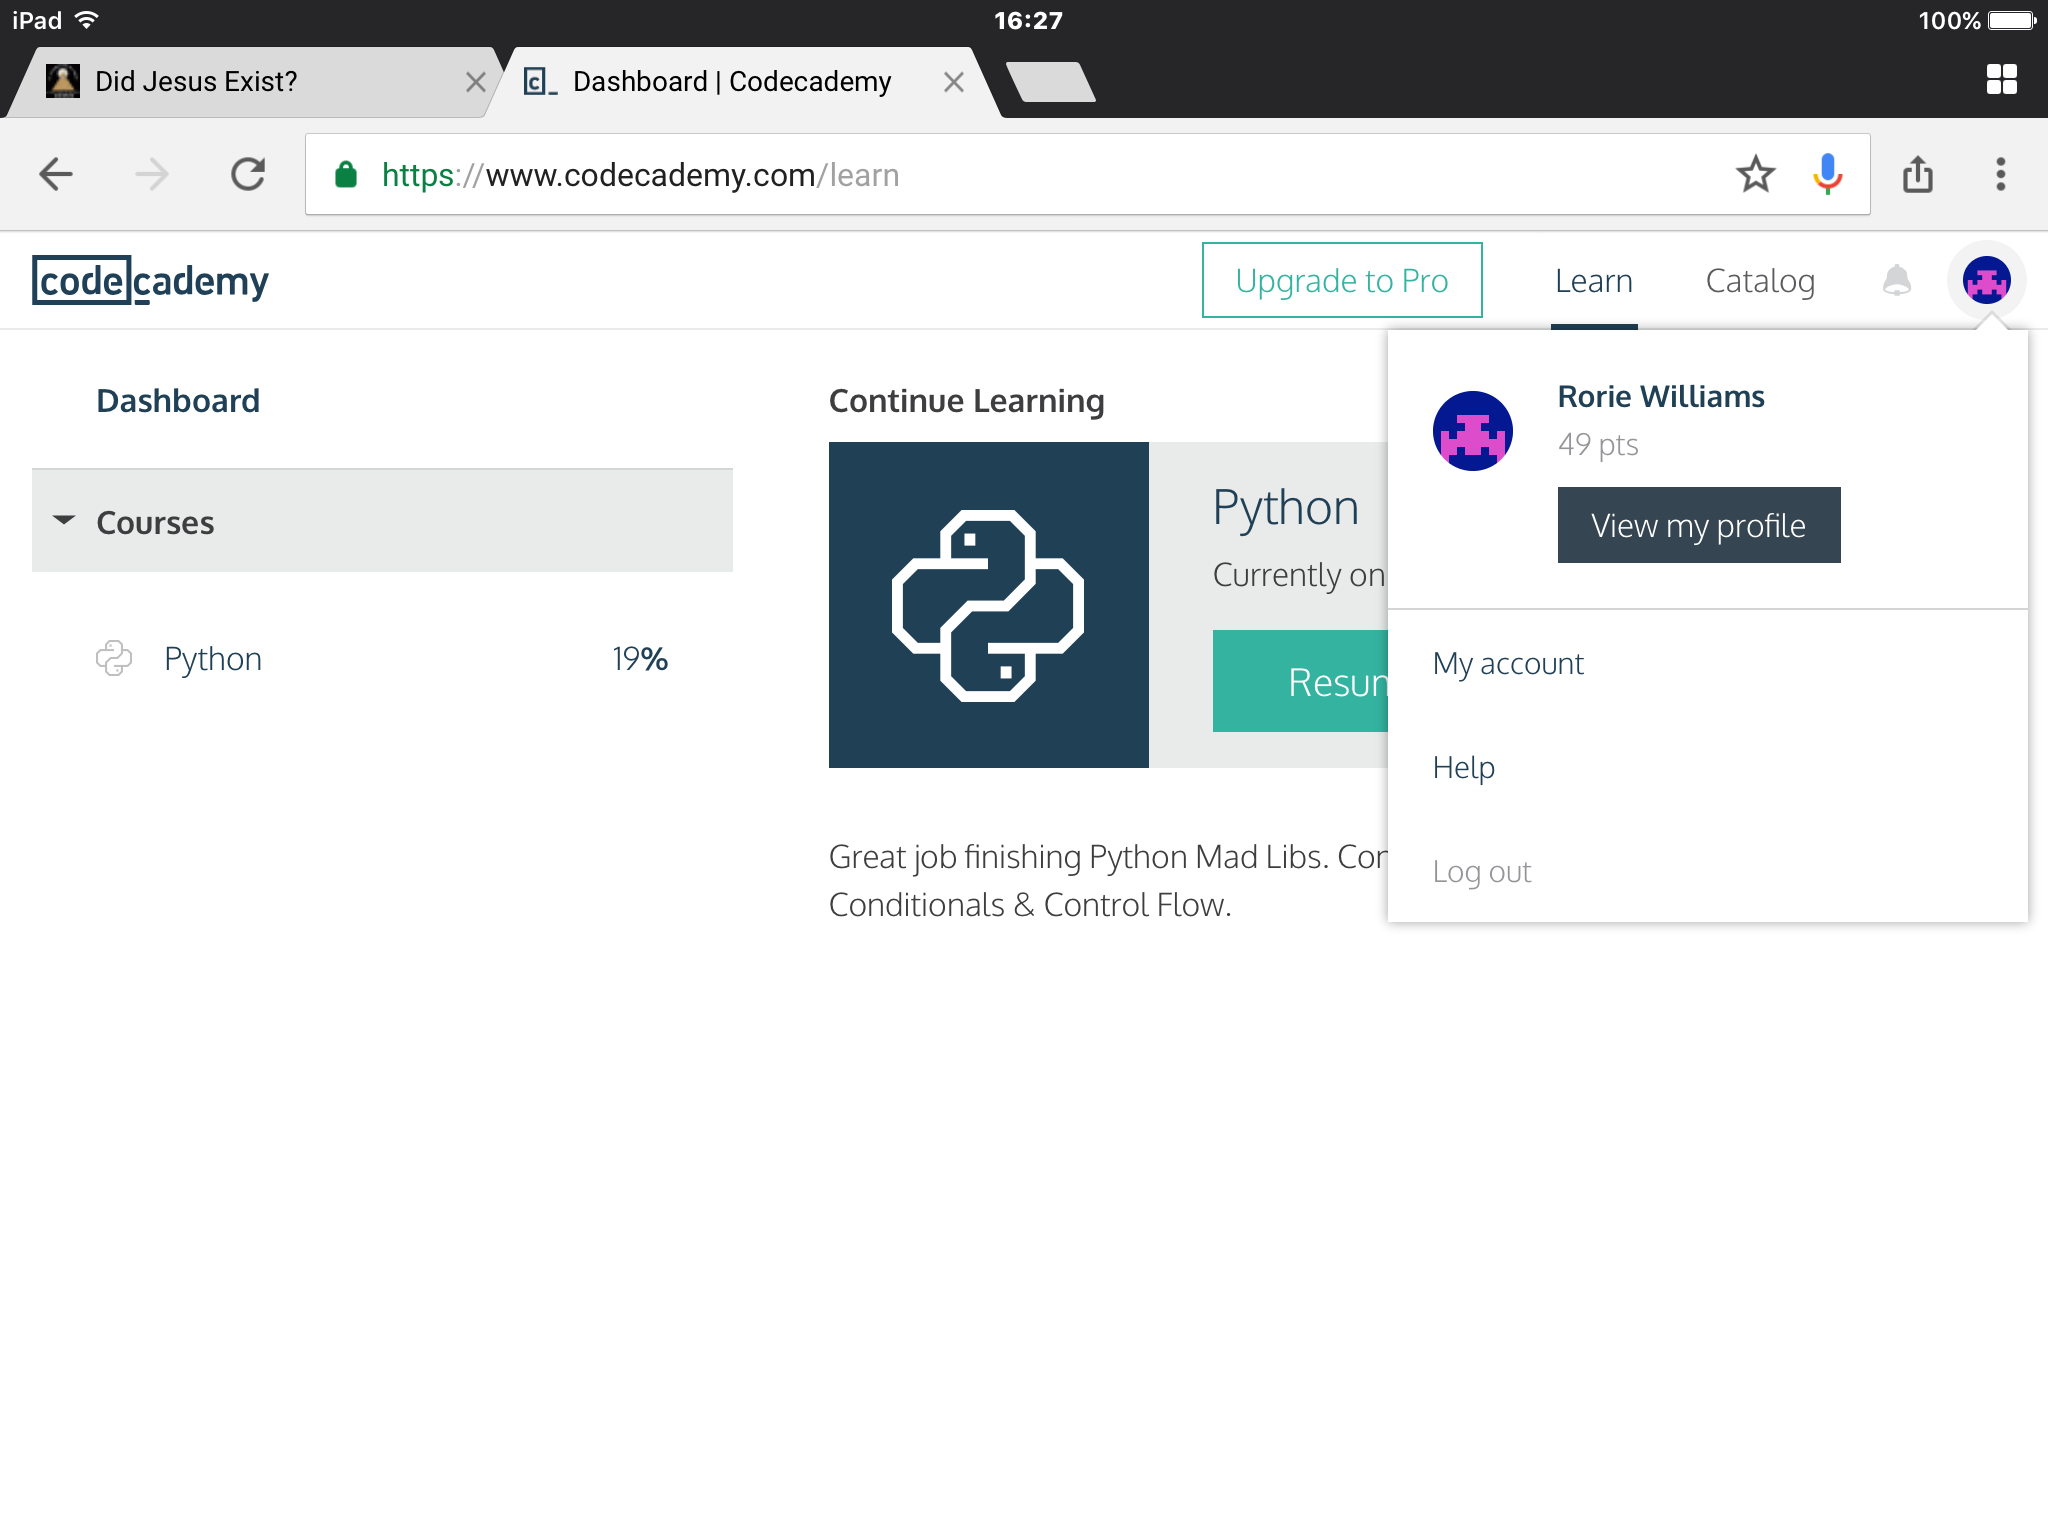 iPad 16:27 100%
Did Jesus Exist? Dashboard | Codecademy
https://www.codecademy.com/learn
codecademy Upgrade to Pro Learn Catalog
Dashboard
Courses
Python 19%
Continue Learning
Python
Currently on
Resum
Great job finishing Python Mad Libs. Con
Conditionals & Control Flow.
Rorie Williams
49 pts
View my profile
My account
Help
Log out